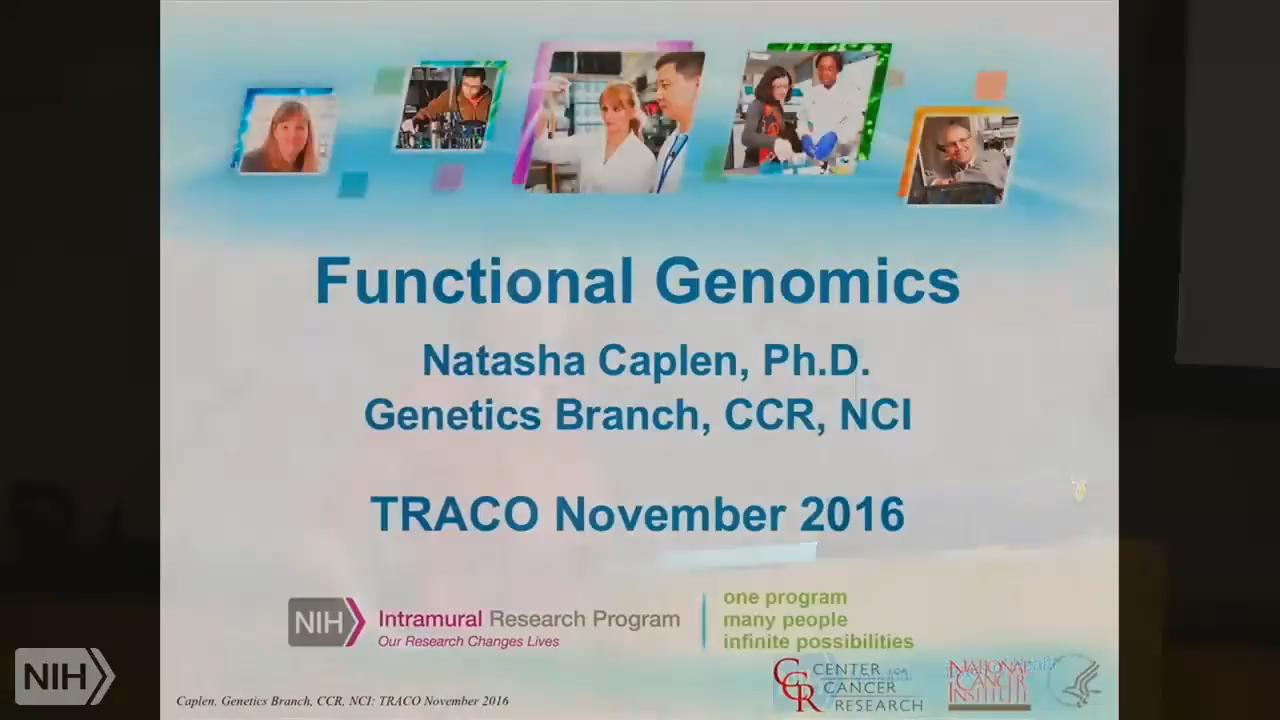 Functional Genomics
Natasha Caplen, Ph.D.
Genetics Branch, CCR, NCI
TRACO November 2016
NIH Intramural Research Program
Our Research Changes Lives
one program
many people
infinite possibilities
CCR CENTER FOR
CANCER
RESEARCH
NATIONAL
CANCER
INSTITUTE
NIH
Caplen, Genetics Branch, CCR, NCI: TRACO November 2016